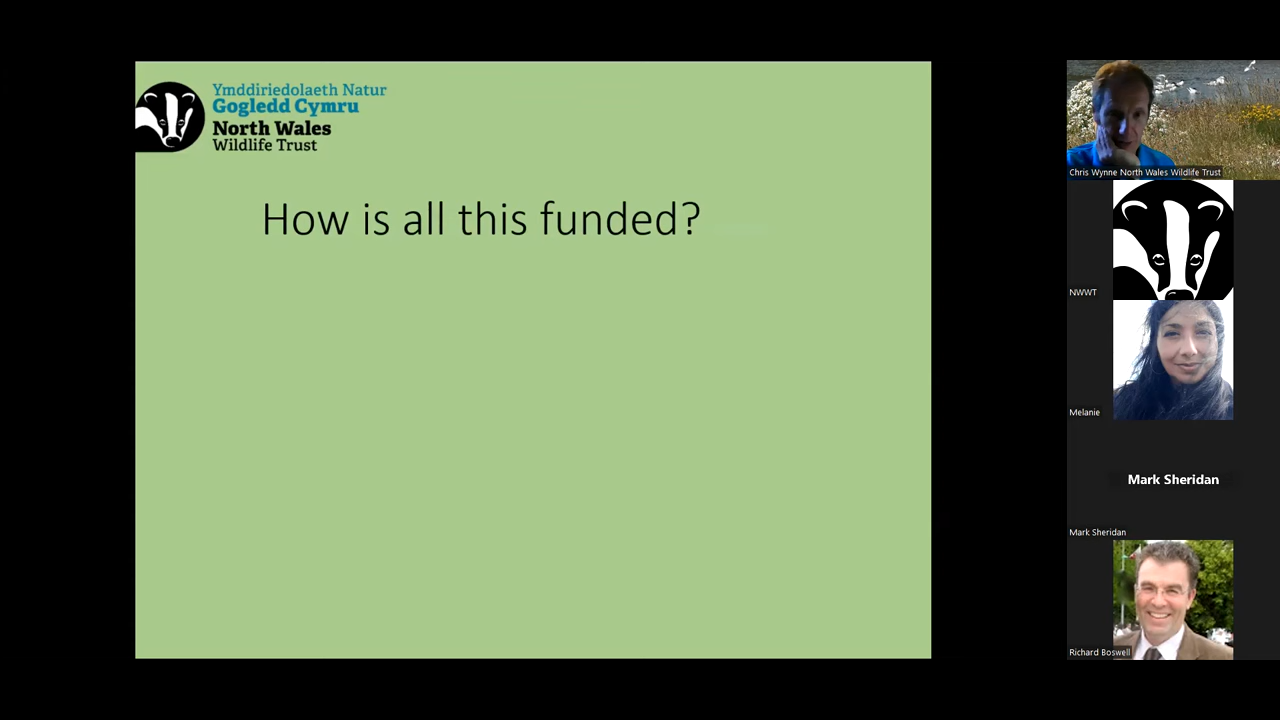 Ymddiriedolaeth Natur
Gogledd Cymru
North Wales
Wildlife Trust
How is all this funded?
Chris Wynne North Wales Wildlife Trust
NWWT
Melanie
Mark Sheridan
Mark Sheridan
Richard Boswell